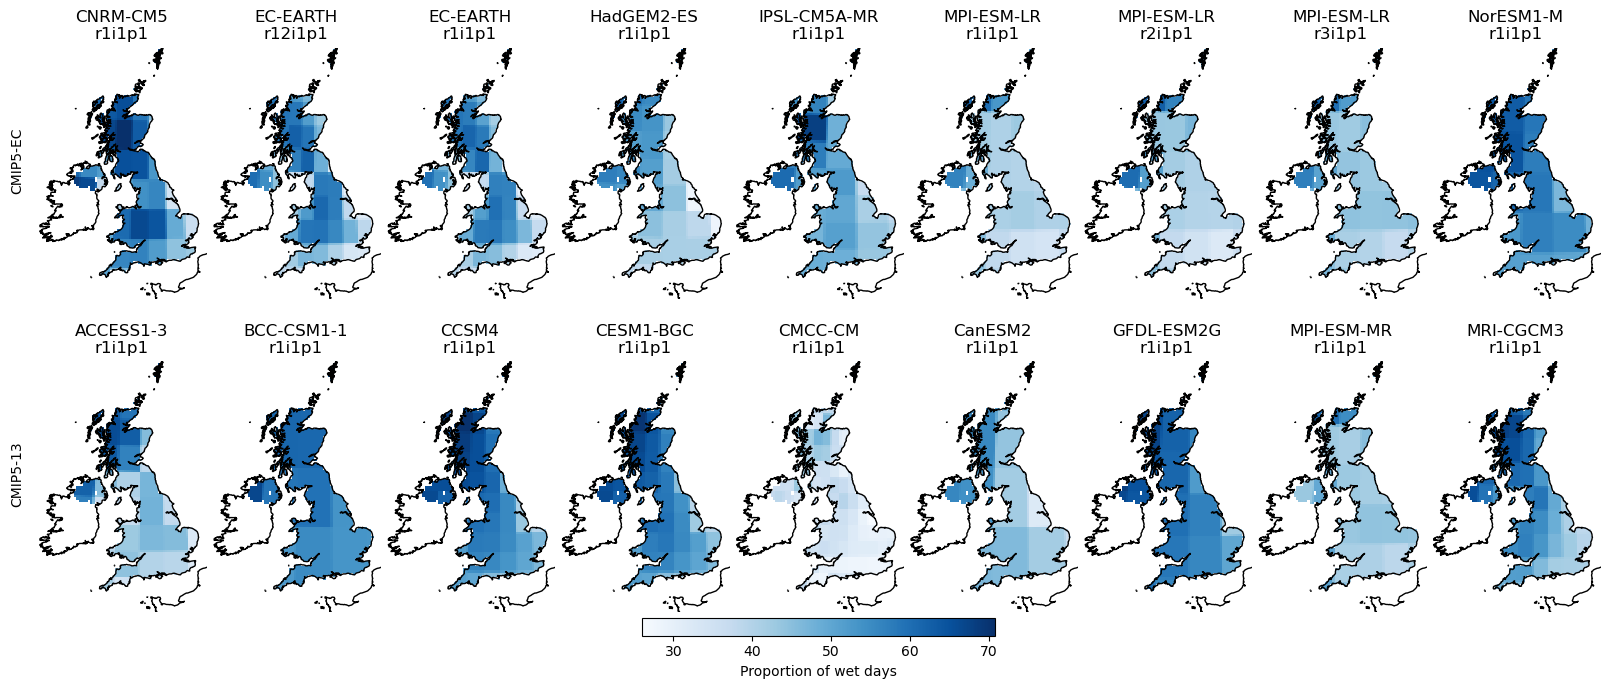 CNRM-CM5
r1i1p1
EC-EARTH
r12i1p1
EC-EARTH
r1i1p1
HadGEM2-ES
r1i1p1
IPSL-CM5A-MR
r1i1p1
MPI-ESM-LR
r1i1p1
MPI-ESM-LR
r2i1p1
MPI-ESM-LR
r3i1p1
NorESM1-M
r1i1p1
CMIP5-EC
ACCESS1-3
r1i1p1
BCC-CSM1-1
r1i1p1
CCSM4
r1i1p1
CESM1-BGC
r1i1p1
CMCC-CM
r1i1p1
CanESM2
r1i1p1
GFDL-ESM2G
r1i1p1
MPI-ESM-MR
r1i1p1
MRI-CGCM3
r1i1p1
CMIP5-13
30 40 50 60 70
Proportion of wet days